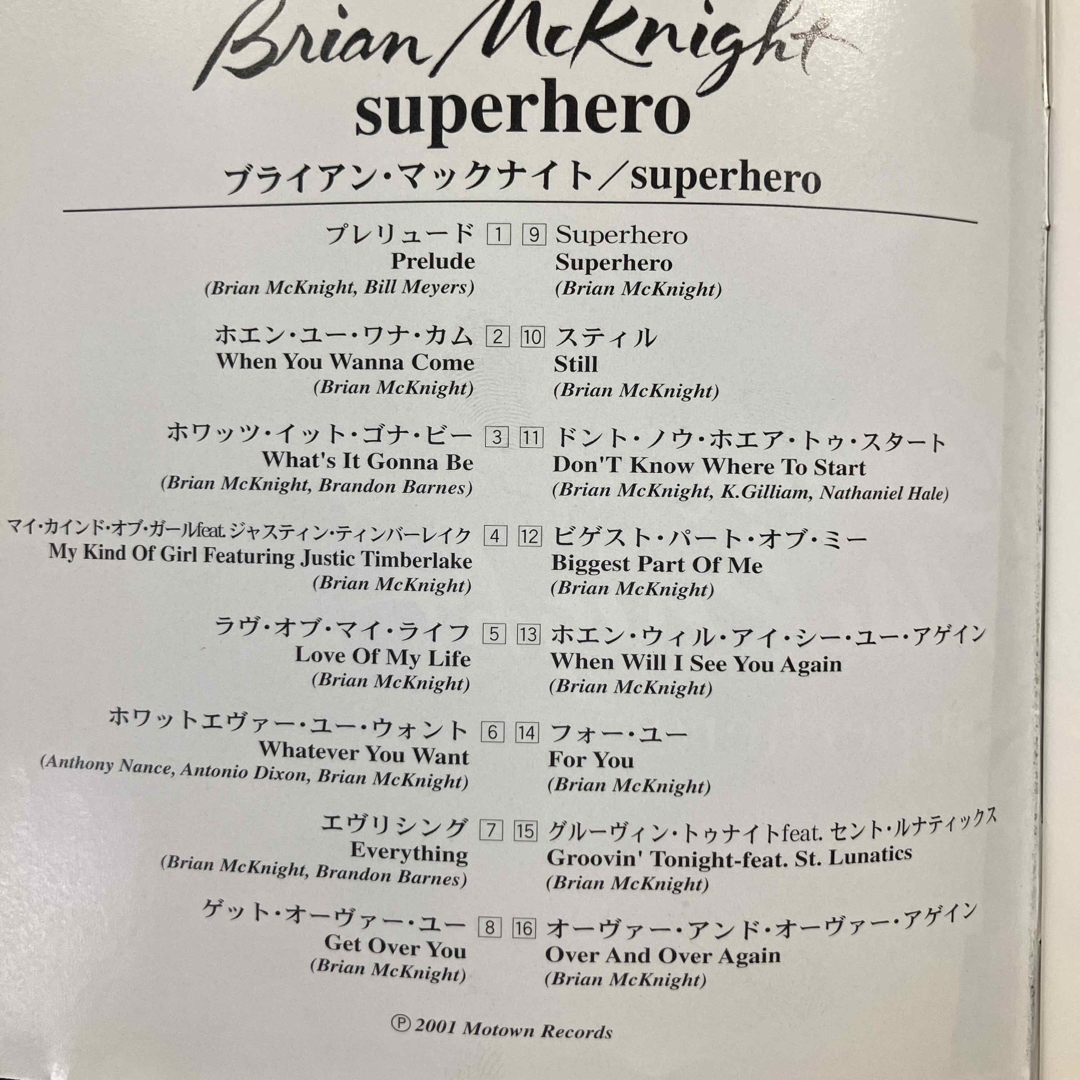 Brian McKnight
superhero
ブライアン・マックナイト／superhero
プレリュード 1
Prelude
(Brian McKnight, Bill Meyers)
ホエン・ユー・ワナ・カム 2
When You Wanna Come
(Brian McKnight)
ホワッツ・イット・ゴナ・ビー 3
What's It Gonna Be
(Brian McKnight, Brandon Barnes)
マイ・カインド・オブ・ガールfeat.ジャスティン・ティンバーレイク 4
My Kind Of Girl Featuring Justic Timberlake
(Brian McKnight)
ラヴ・オブ・マイ・ライフ 5
Love Of My Life
(Brian McKnight)
ホワットエヴァー・ユー・ウォント 6
Whatever You Want
(Anthony Nance, Antonio Dixon, Brian McKnight)
エヴリシング 7
Everything
(Brian McKnight, Brandon Barnes)
ゲット・オーヴァー・ユー 8
Get Over You
(Brian McKnight)
9 Superhero
Superhero
(Brian McKnight)
10 スティル
Still
(Brian McKnight)
11 ドント・ノウ・ホエア・トゥ・スタート
Don'T Know Where To Start
(Brian McKnight, K.Gilliam, Nathaniel Hale)
12 ビゲスト・パート・オブ・ミー
Biggest Part Of Me
(Brian McKnight)
13 ホエン・ウィル・アイ・シー・ユー・アゲイン
When Will I See You Again
(Brian McKnight)
14 フォー・ユー
For You
(Brian McKnight)
15 グルーヴィン・トゥナイトfeat. セント・ルナティックス
Groovin' Tonight-feat. St. Lunatics
(Brian McKnight)
16 オーヴァー・アンド・オーヴァー・アゲイン
Over And Over Again
(Brian McKnight)
℗ 2001 Motown Records